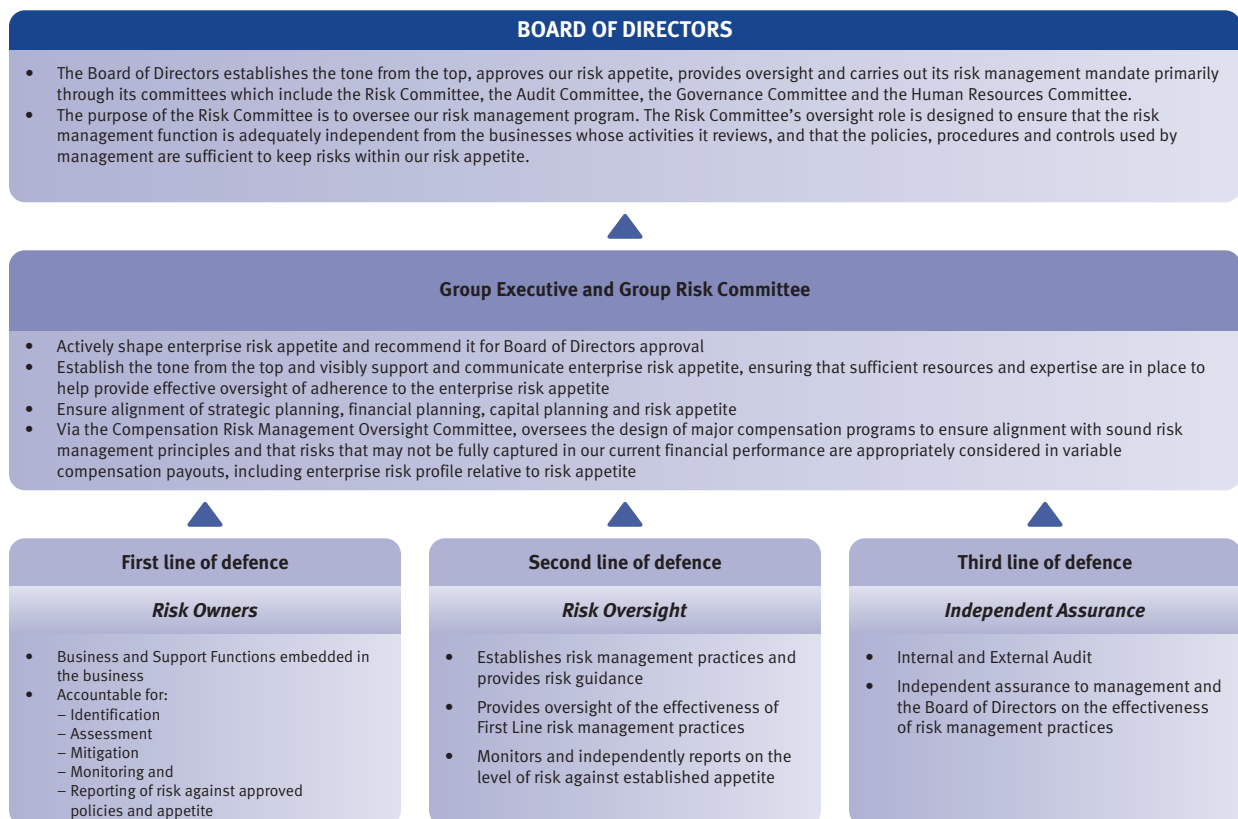 BOARD OF DIRECTORS
• The Board of Directors establishes the tone from the top, approves our risk appetite, provides oversight and carries out its risk management mandate primarily
through its committees which include the Risk Committee, the Audit Committee, the Governance Committee and the Human Resources Committee.
• The purpose of the Risk Committee is to oversee our risk management program. The Risk Committee's oversight role is designed to ensure that the risk
management function is adequately independent from the businesses whose activities it reviews, and that the policies, procedures and controls used by
management are sufficient to keep risks within our risk appetite.
Group Executive and Group Risk Committee
• Actively shape enterprise risk appetite and recommend it for Board of Directors approval
• Establish the tone from the top and visibly support and communicate enterprise risk appetite, ensuring that sufficient resources and expertise are in place to
help provide effective oversight of adherence to the enterprise risk appetite
• Ensure alignment of strategic planning, financial planning, capital planning and risk appetite
• Via the Compensation Risk Management Oversight Committee, oversees the design of major compensation programs to ensure alignment with sound risk
management principles and that risks that may not be fully captured in our current financial performance are appropriately considered in variable
compensation payouts, including enterprise risk profile relative to risk appetite
First line of defence
Risk Owners
• Business and Support Functions embedded in
the business
• Accountable for:
– Identification
– Assessment
– Mitigation
– Monitoring and
– Reporting of risk against approved
policies and appetite
Second line of defence
Risk Oversight
• Establishes risk management practices and
provides risk guidance
• Provides oversight of the effectiveness of
First Line risk management practices
• Monitors and independently reports on the
level of risk against established appetite
Third line of defence
Independent Assurance
• Internal and External Audit
• Independent assurance to management and
the Board of Directors on the effectiveness
of risk management practices